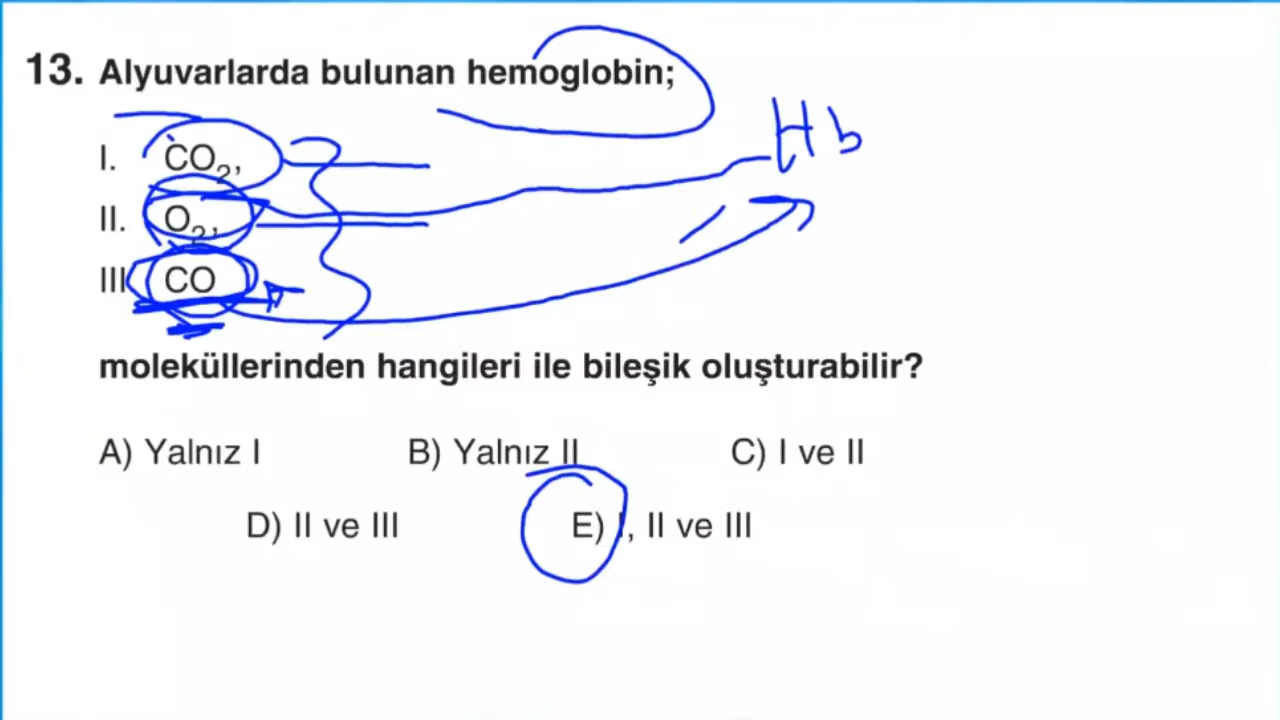 13. Alyuvarlarda bulunan hemoglobin;
Hb
I. CO₂,
II. O₂,
III. CO
moleküllerinden hangileri ile bileşik oluşturabilir?
A) Yalnız I B) Yalnız II C) I ve II
D) II ve III E) I, II ve III